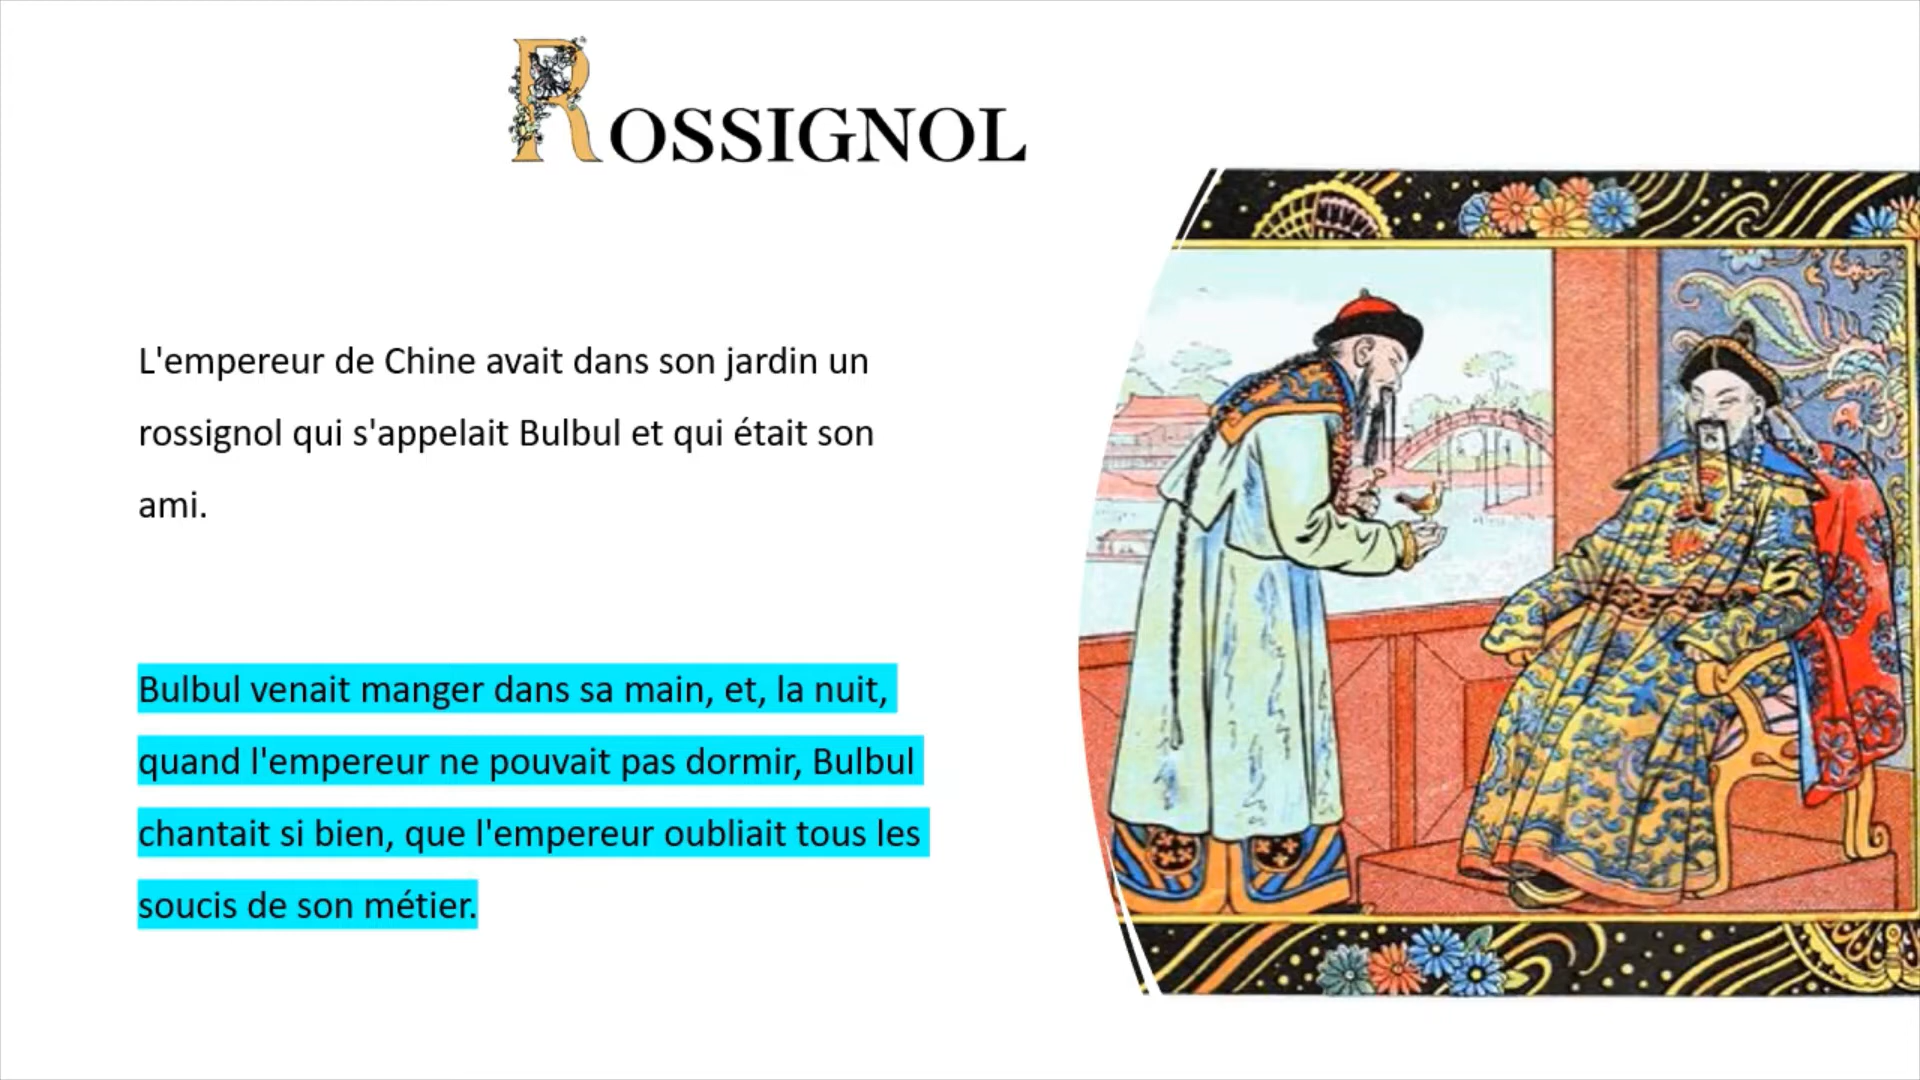 ROSSIGNOL
L'empereur de Chine avait dans son jardin un
rossignol qui s'appelait Bulbul et qui était son
ami.
Bulbul venait manger dans sa main, et, la nuit,
quand l'empereur ne pouvait pas dormir, Bulbul
chantait si bien, que l'empereur oubliait tous les
soucis de son métier.